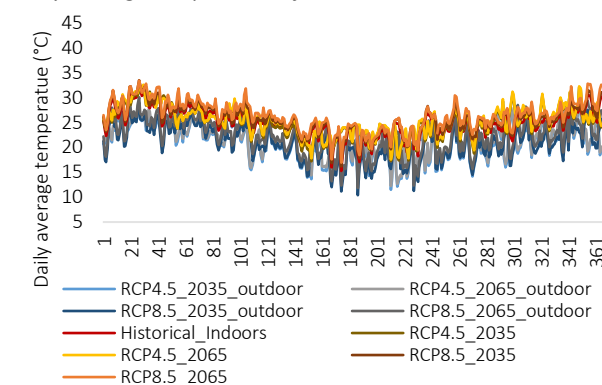 45
40
35
30
25
20
15
10
5
Daily average temperatue (°C)
1 21 41 61 81 101 121 141 161 181 201 221 241 261 281 301 321 341 361
RCP4.5_2035_outdoor RCP4.5_2065_outdoor
RCP8.5_2035_outdoor RCP8.5_2065_outdoor
Historical_Indoors RCP4.5_2035
RCP4.5_2065 RCP8.5_2035
RCP8.5_2065